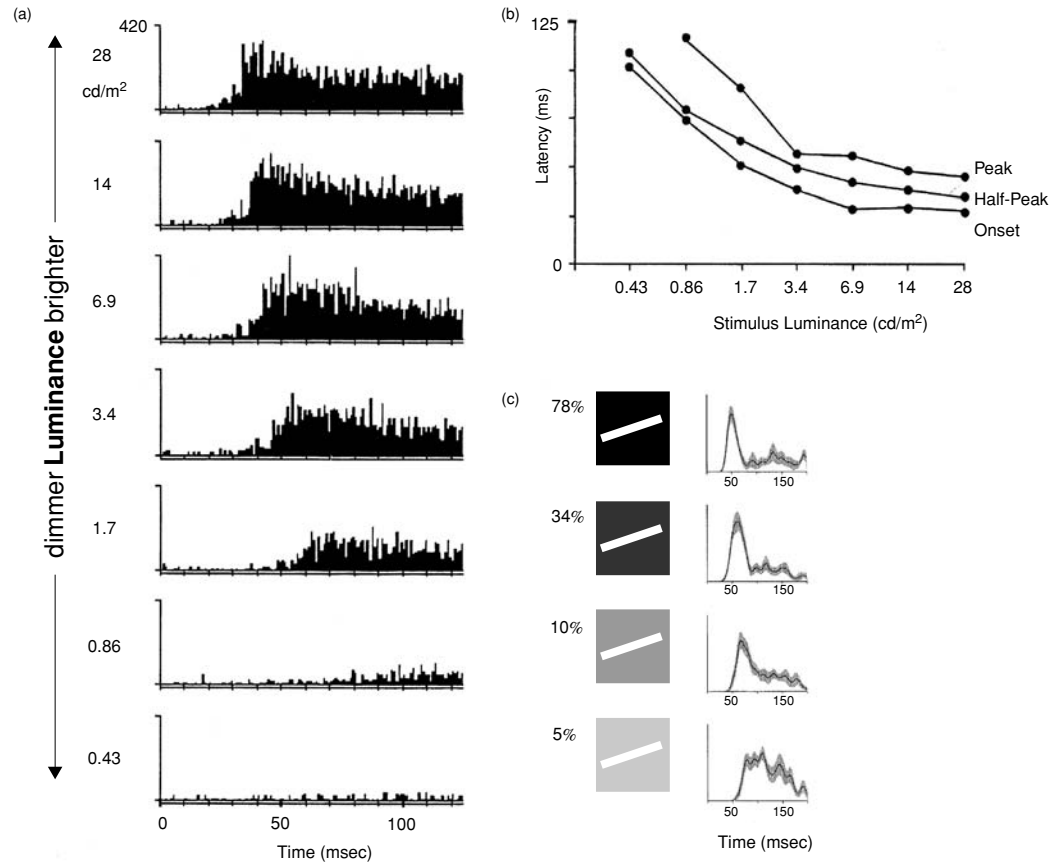 (a)
420
28
cd/m²
14
6.9
3.4
1.7
0.86
0.43
dimmer Luminance brighter
0 50 100
Time (msec)
(b)
125
Latency (ms)
0
Peak
Half-Peak
Onset
0.43 0.86 1.7 3.4 6.9 14 28
Stimulus Luminance (cd/m²)
(c)
78%
50 150
34%
50 150
10%
50 150
5%
50 150
Time (msec)